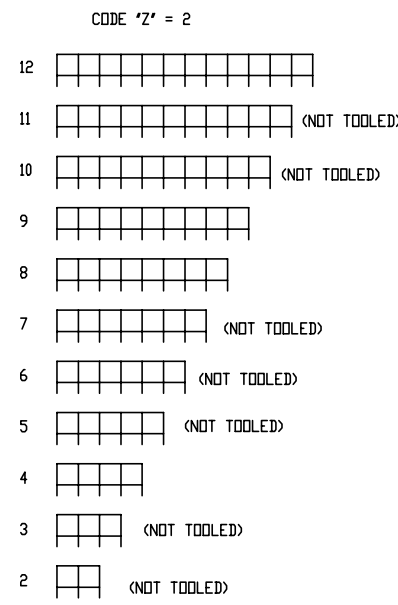 CODE "Z" = 2
12
11 (NOT TOOLED)
10 (NOT TOOLED)
9
8
7 (NOT TOOLED)
6 (NOT TOOLED)
5 (NOT TOOLED)
4
3 (NOT TOOLED)
2 (NOT TOOLED)